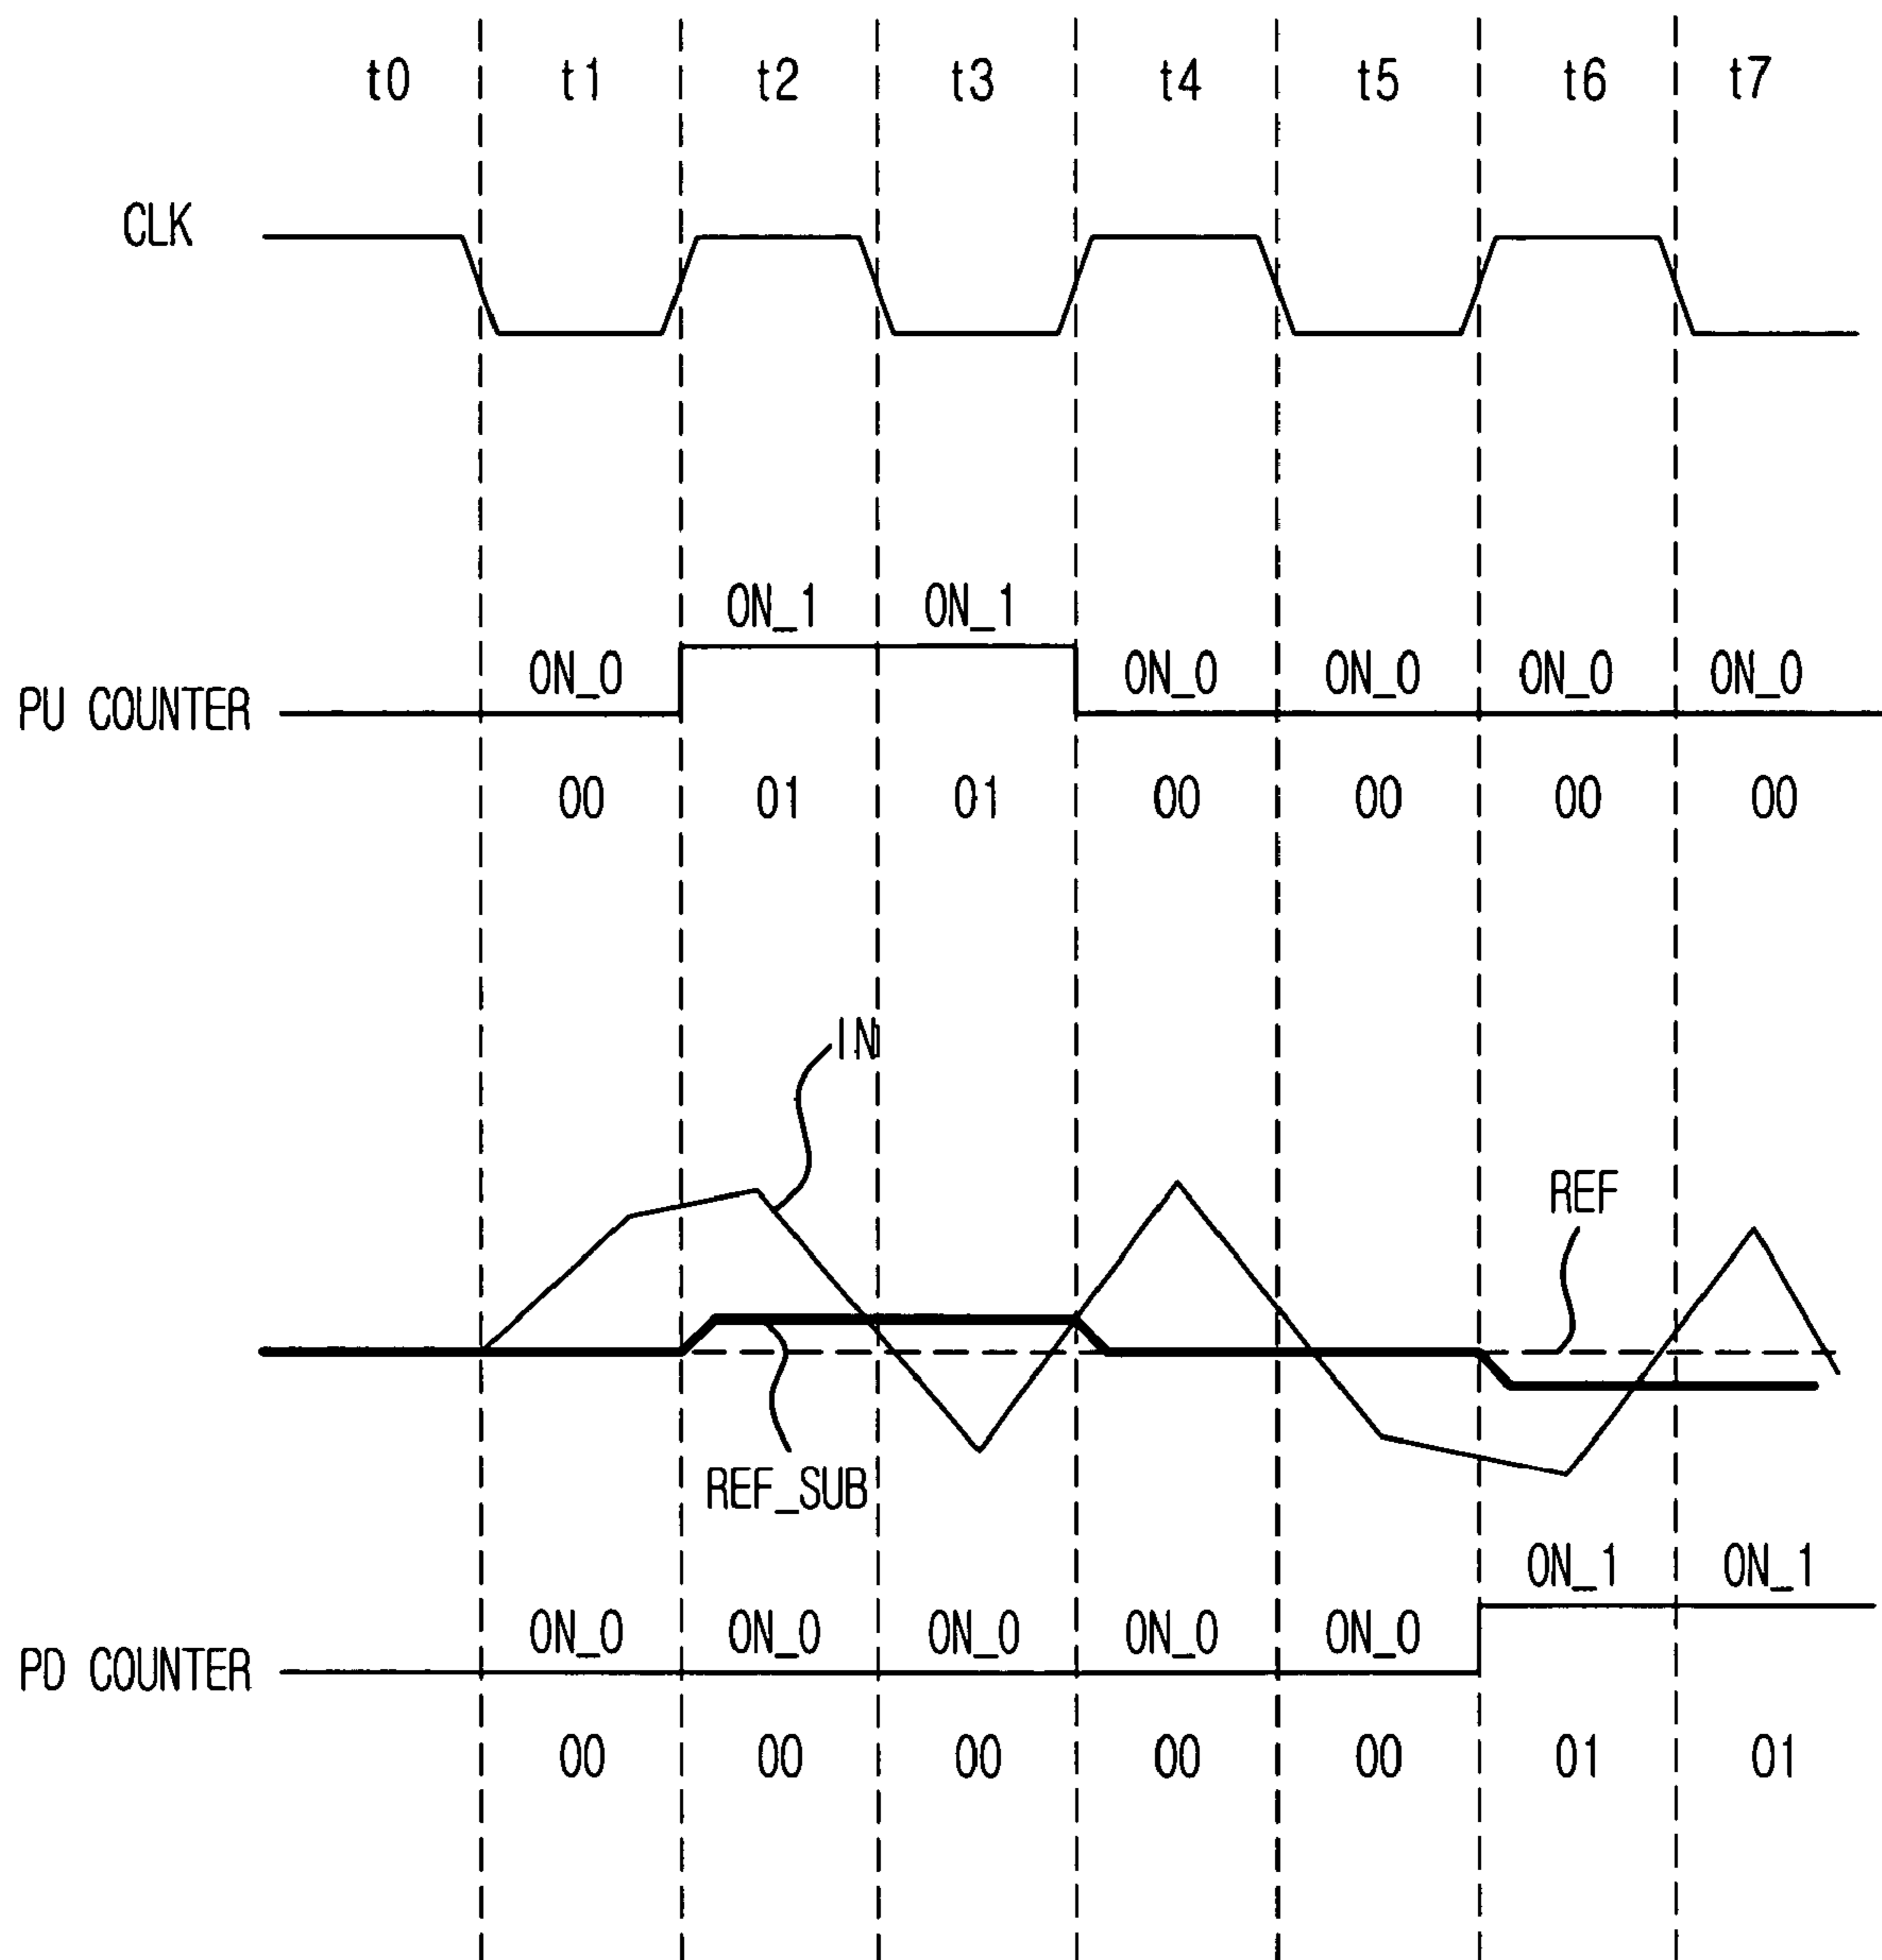 t0 t1 t2 t3 t4 t5 t6 t7
CLK
ON_1 ON_1
ON_0 ON_0 ON_0 ON_0 ON_0
PU COUNTER
00 01 01 00 00 00 00
IN
REF
REF_SUB
ON_1 ON_1
ON_0 ON_0 ON_0 ON_0 ON_0
PD COUNTER
00 00 00 00 00 01 01